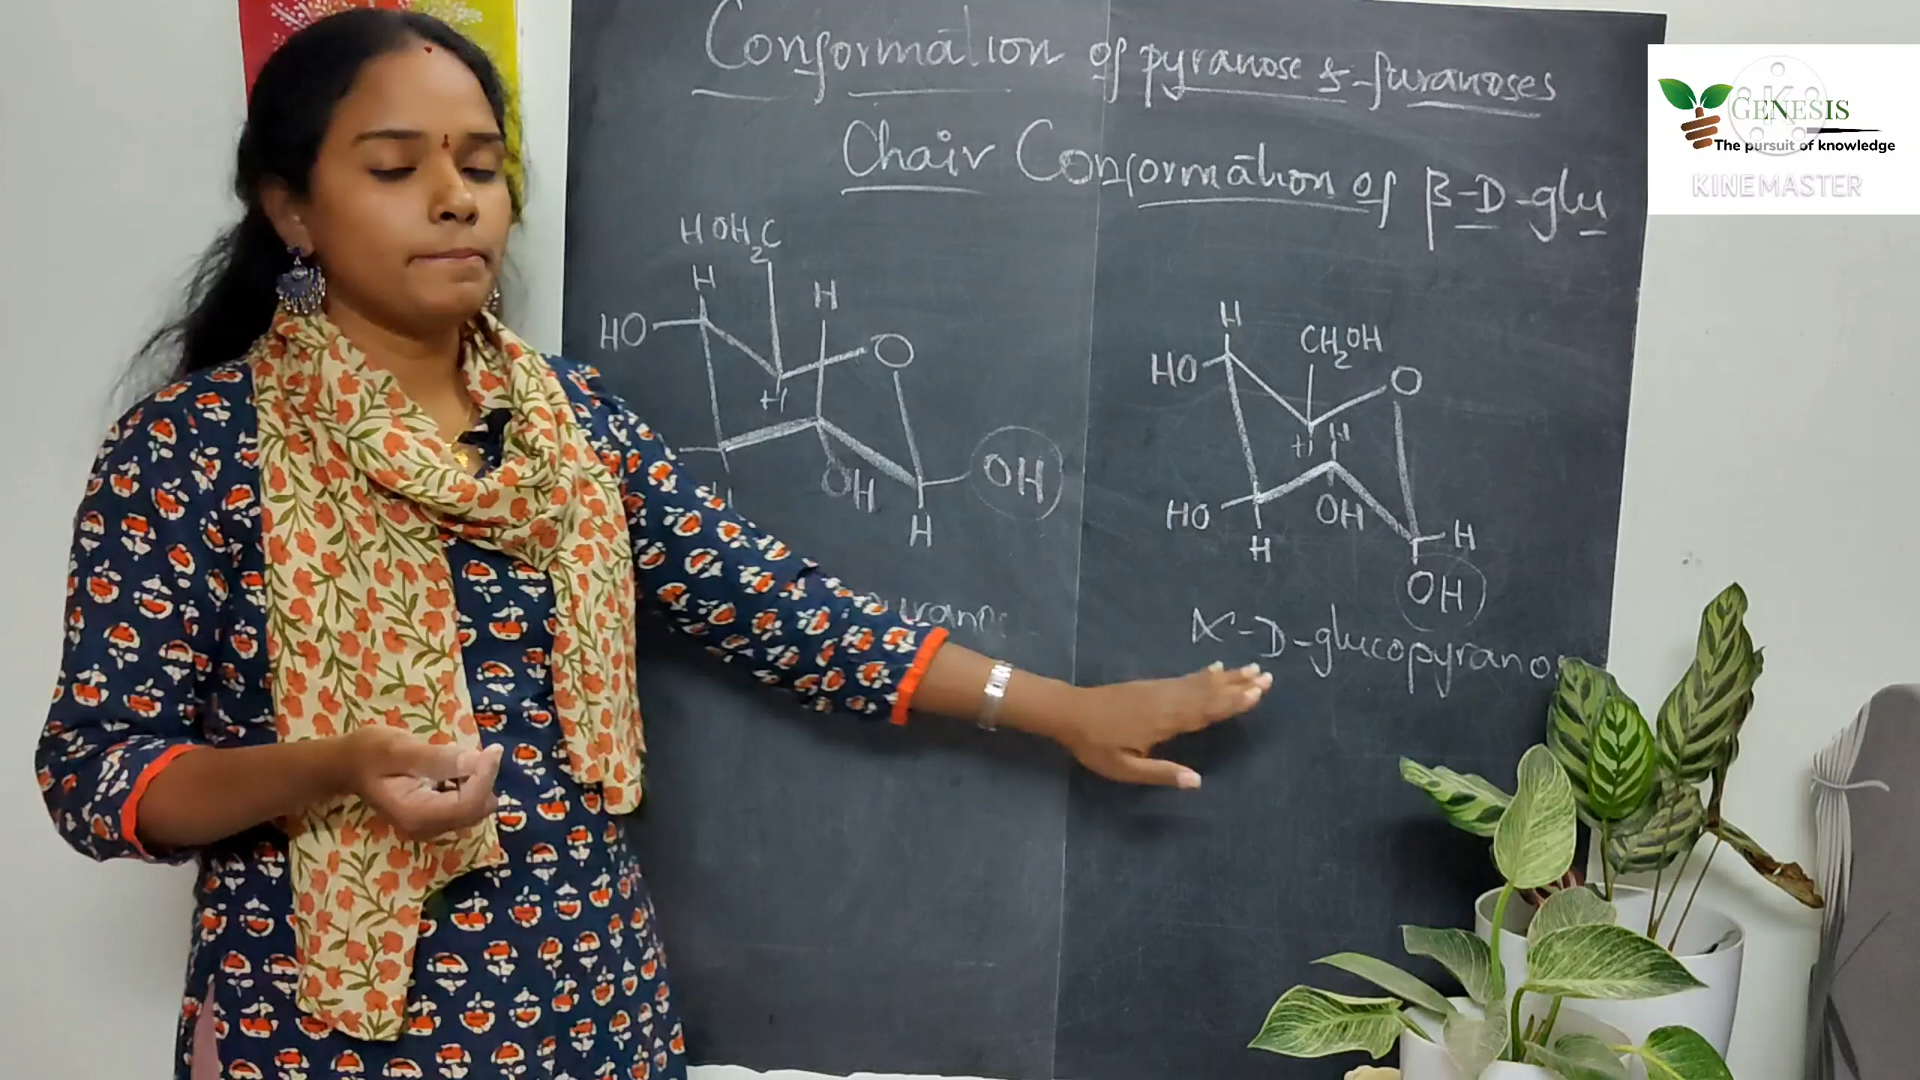 Conformation of pyranose & furanoses
Chair Conformation of β-D-glu
HOH2C
H
H
HO
O
H
OH
OH
H
H
CH2OH
HO
O
H
H
HO
OH
H
H
OH
α-D-glucopyranos
GENESIS
The pursuit of knowledge
KINEMASTER